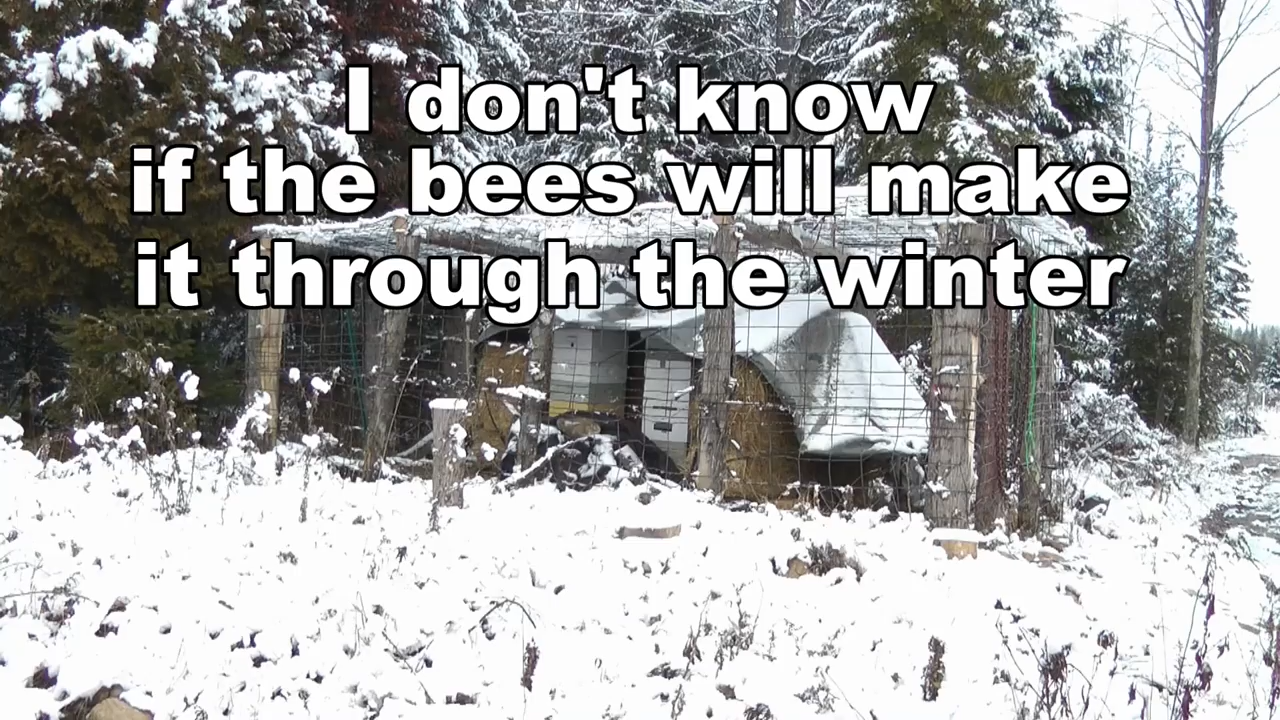 I don't know
if the bees will make
it through the winter